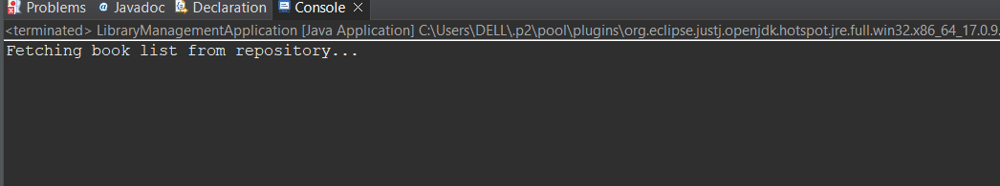 Problems @ Javadoc Declaration Console
<terminated> LibraryManagementApplication [Java Application] C:\Users\DELL\.p2\pool\plugins\org.eclipse.justj.openjdk.hotspot.jre.full.win32.x86_64_17.0.9.
Fetching book list from repository...